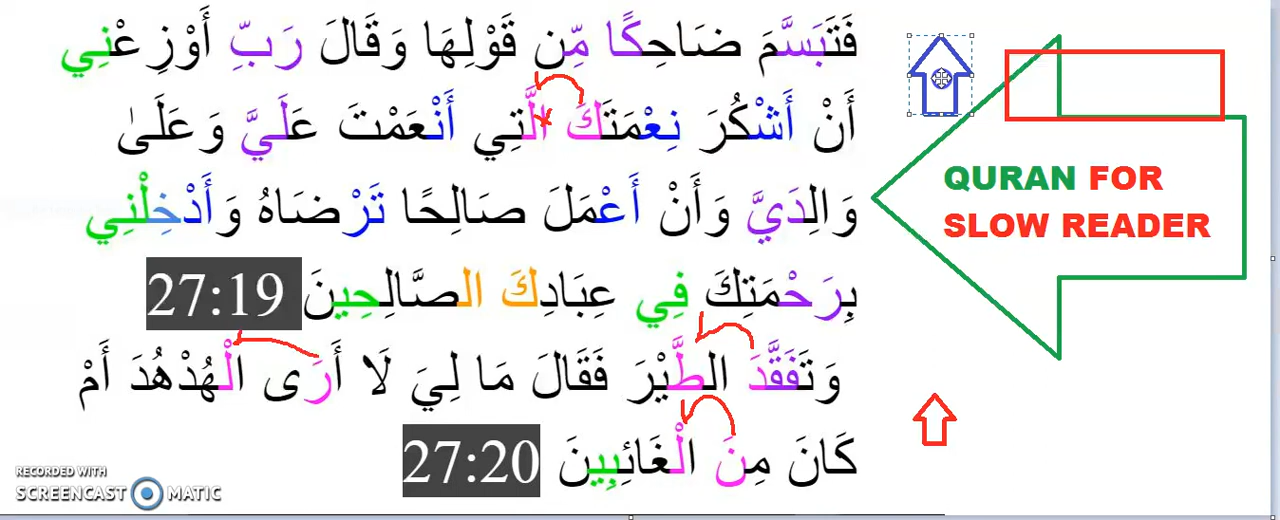 فَتَبَسَّمَ ضَاحِكًا مِّن قَوْلِهَا وَقَالَ رَبِّ أَوْزِعْنِي
أَنْ أَشْكُرَ نِعْمَتَكَ الَّتِي أَنْعَمْتَ عَلَيَّ وَعَلَىٰ
وَالِدَيَّ وَأَنْ أَعْمَلَ صَالِحًا تَرْضَاهُ وَأَدْخِلْنِي
بِرَحْمَتِكَ فِي عِبَادِكَ الصَّالِحِينَ 27:19
وَتَفَقَّدَ الطَّيْرَ فَقَالَ مَا لِيَ لَا أَرَى الْهُدْهُدَ أَمْ
كَانَ مِنَ الْغَائِبِينَ 27:20
QURAN FOR
SLOW READER
RECORDED WITH
SCREENCAST MATIC